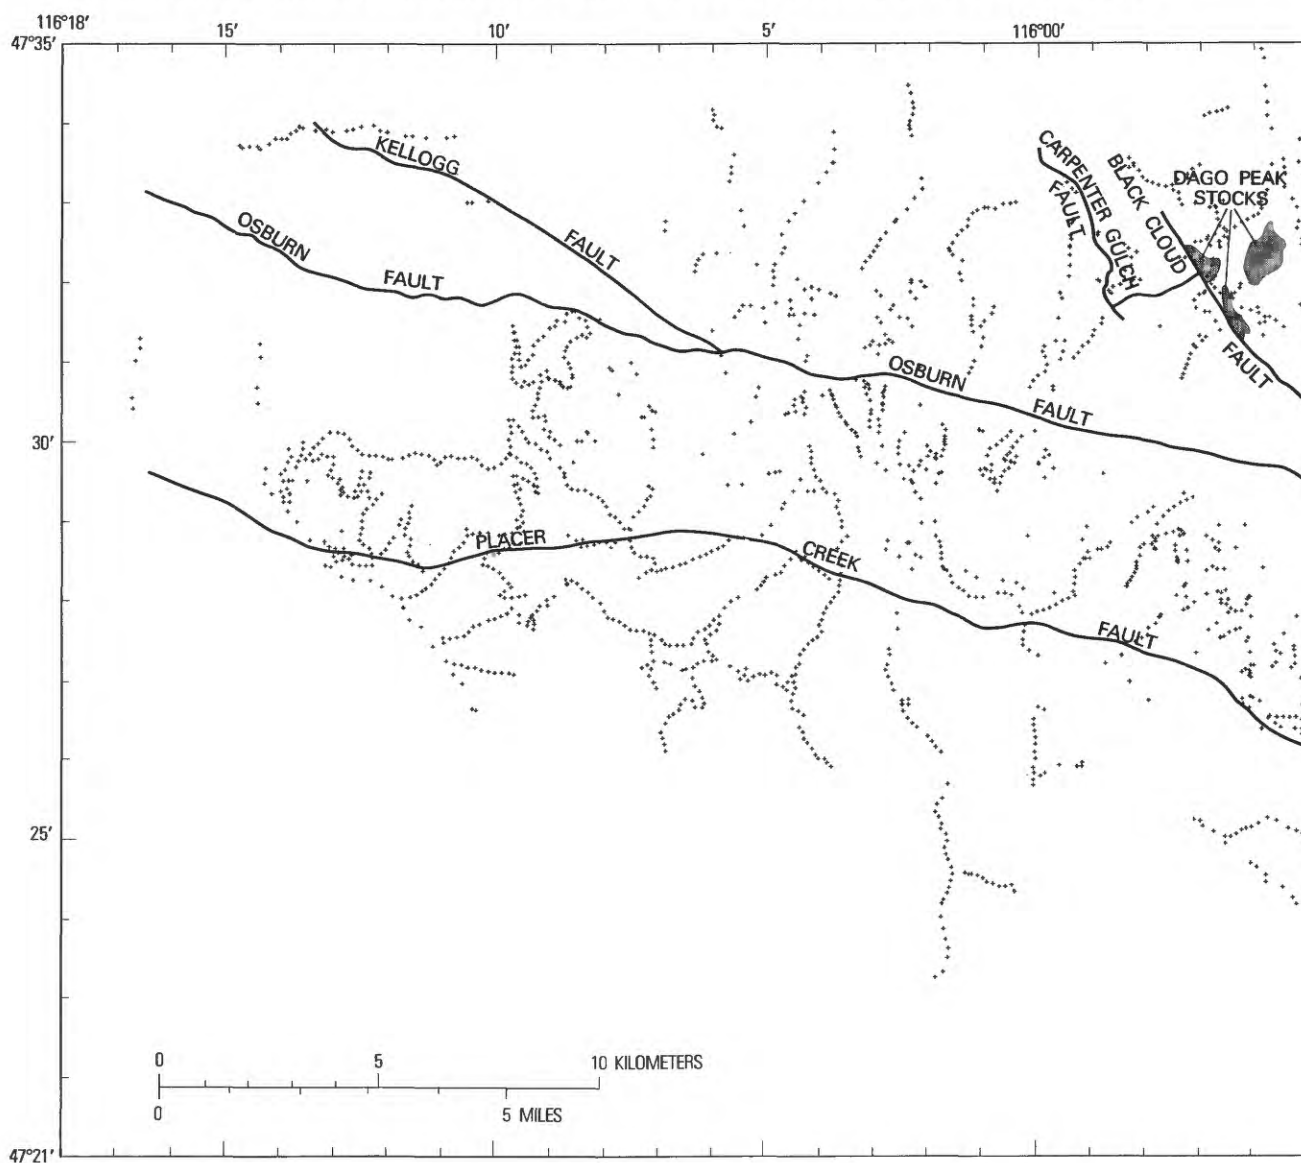 116°18′
47°35′
15′
10′
5′
116°00′
KELLOGG
FAULT
OSBURN
FAULT
CARPENTER GULCH
FAULT
BLACK CLOUD
FAULT
DAGO PEAK
STOCKS
OSBURN
FAULT
30′
PLACER
CREEK
FAULT
25′
0
5
10 KILOMETERS
0
5 MILES
47°21′